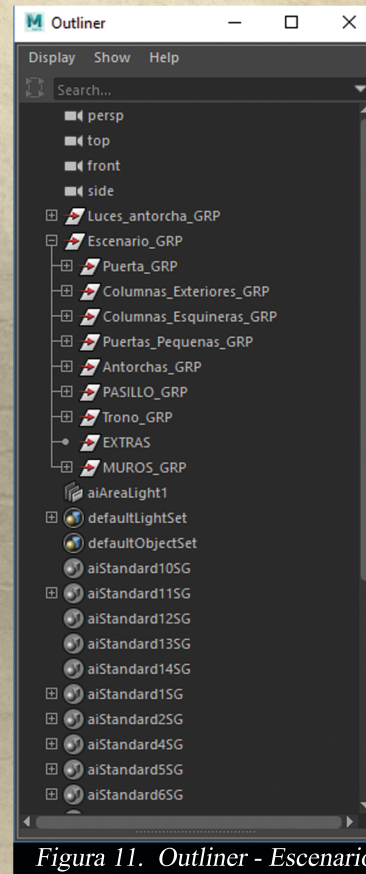 Outliner
Display Show Help
Search...
persp
top
front
side
Luces_antorcha_GRP
Escenario_GRP
Puerta_GRP
Columnas_Exteriores_GRP
Columnas_Esquineras_GRP
Puertas_Pequenas_GRP
Antorchas_GRP
PASILLO_GRP
Trono_GRP
EXTRAS
MUROS_GRP
aiAreaLight1
defaultLightSet
defaultObjectSet
aiStandard10SG
aiStandard11SG
aiStandard12SG
aiStandard13SG
aiStandard14SG
aiStandard1SG
aiStandard2SG
aiStandard4SG
aiStandard5SG
aiStandard6SG
Figura 11. Outliner - Escenario